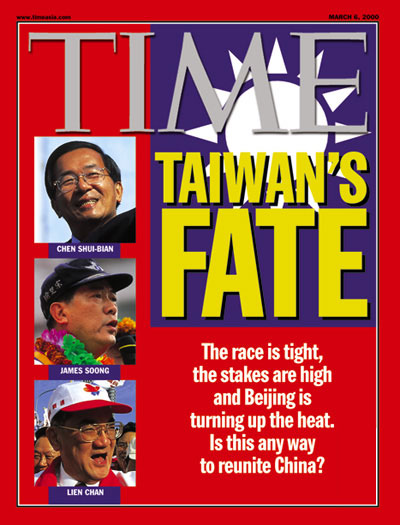 www.timeasia.com
MARCH 6, 2000
TIME
TAIWAN'S
FATE
CHEN SHUI-BIAN
JAMES SOONG
LIEN CHAN
The race is tight,
the stakes are high
and Beijing is
turning up the heat.
Is this any way
to reunite China?